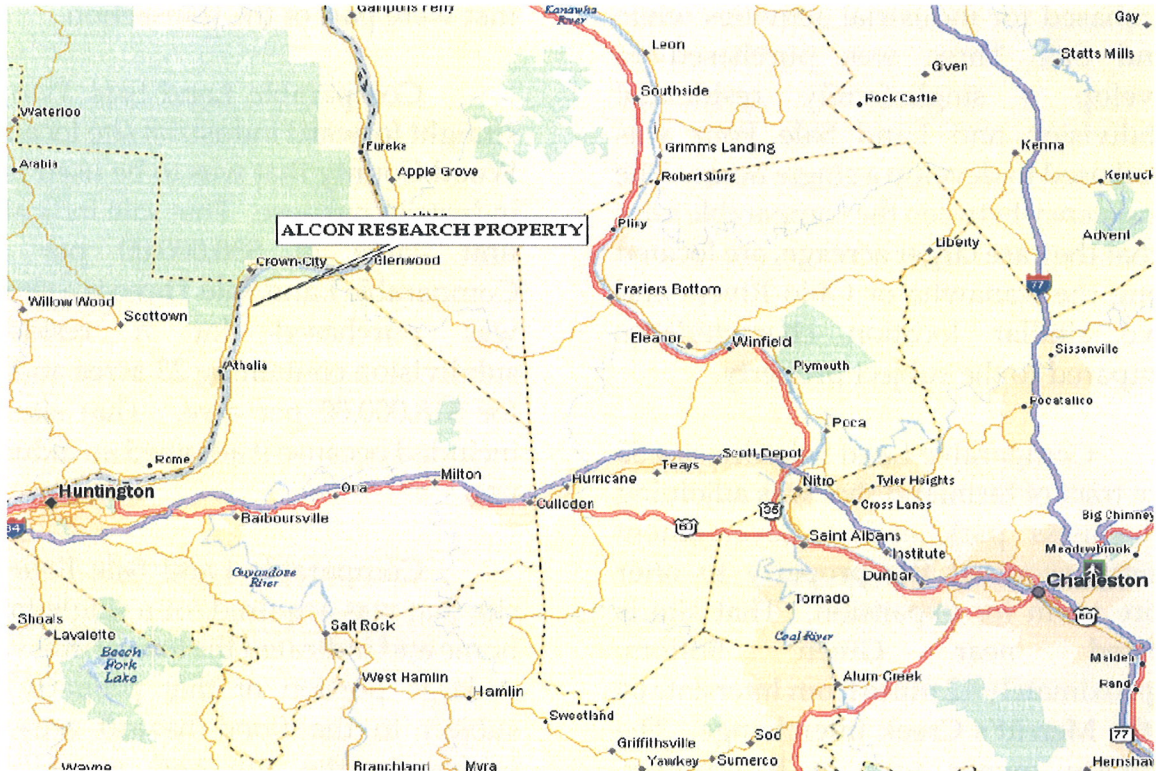 Gallipolis Ferry
Kanawha
River
Gay
Leon
Statts Mills
Given
Southside
Rock Castle
Waterloo
Eureka
Grimms Landing
Kenna
Arabia
Apple Grove
Robertsburg
Kentuck
ALCON RESEARCH PROPERTY
Pliny
Advent
Liberty
Crown City
Glenwood
77
Willow Wood
Fraziers Bottom
Scottown
Eleanor
Winfield
Sissonville
Athalia
Plymouth
Pocatalico
Poca
Rome
Scott Depot
Teays
Milton
Hurricane
Huntington
Ona
Nitro
Tyler Heights
Culloden
Cross Lanes
Barboursville
35
Big Chimney
64
60
Saint Albans
Institute
Meadowbrook
Guyandove
River
Dunbar
Charleston
Tornado
60
Shoals
Lavalette
Salt Rock
Coal River
Beech
Fork
Lake
Malden
West Hamlin
Hamlin
Alum Creek
Rand
Sweetland
77
Griffithsville
Sod
Wayne
Branchland
Myra
Yawkey
Sumerco
Hernshaw